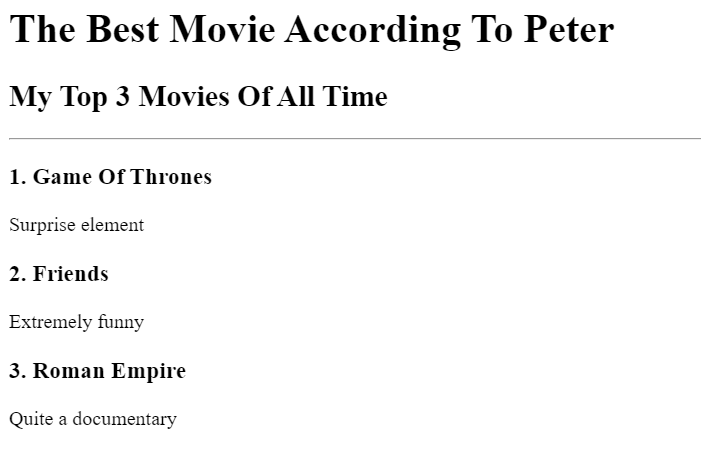 The Best Movie According To Peter
My Top 3 Movies Of All Time
1. Game Of Thrones
Surprise element
2. Friends
Extremely funny
3. Roman Empire
Quite a documentary